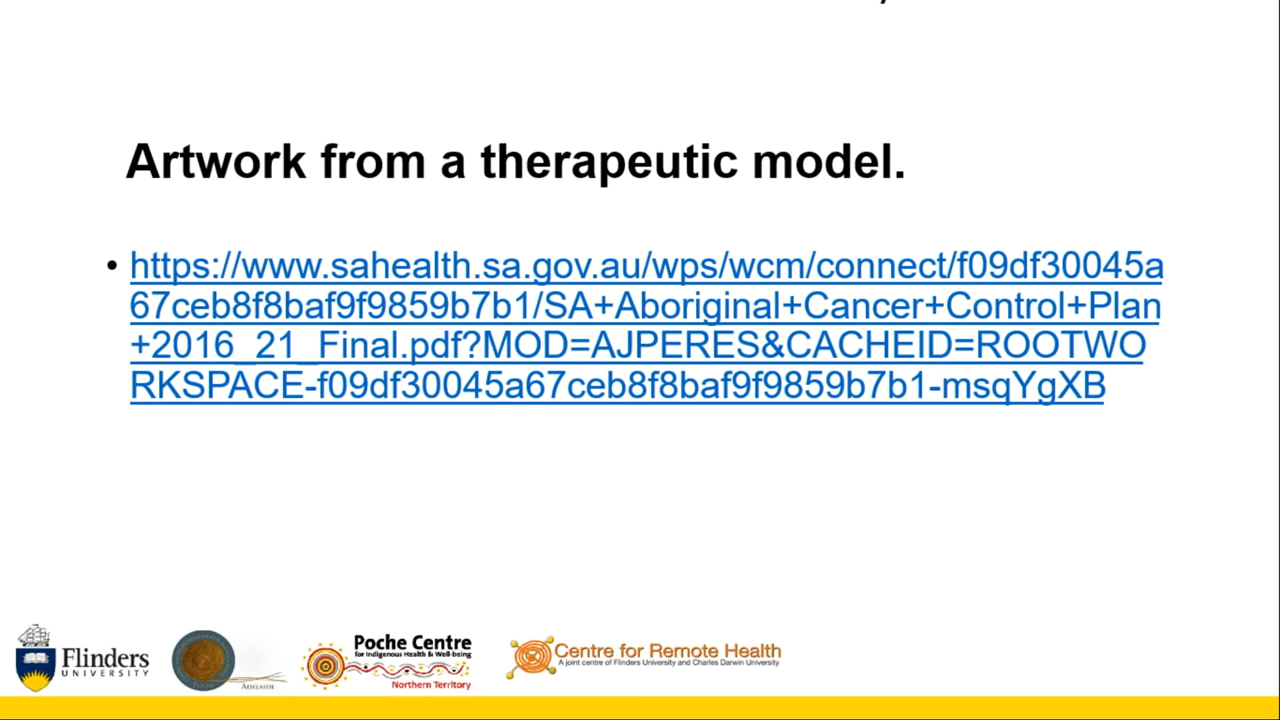 Artwork from a therapeutic model.
• https://www.sahealth.sa.gov.au/wps/wcm/connect/f09df30045a
67ceb8f8baf9f9859b7b1/SA+Aboriginal+Cancer+Control+Plan
+2016_21_Final.pdf?MOD=AJPERES&CACHEID=ROOTWO
RKSPACE-f09df30045a67ceb8f8baf9f9859b7b1-msqYgXB
Flinders
UNIVERSITY
ADELAIDE
Poche Centre
for Indigenous Health & Well-being
Northern Territory
Centre for Remote Health
A joint centre of Flinders University and Charles Darwin University